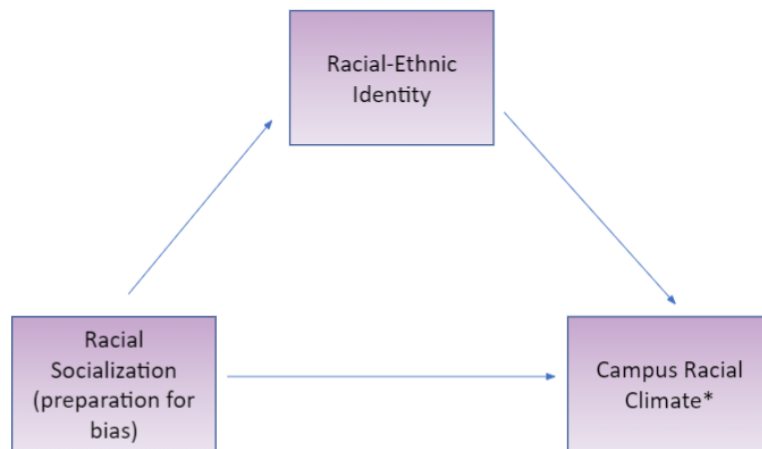 Racial-Ethnic
Identity
Racial
Socialization
(preparation for
bias)
Campus Racial
Climate*